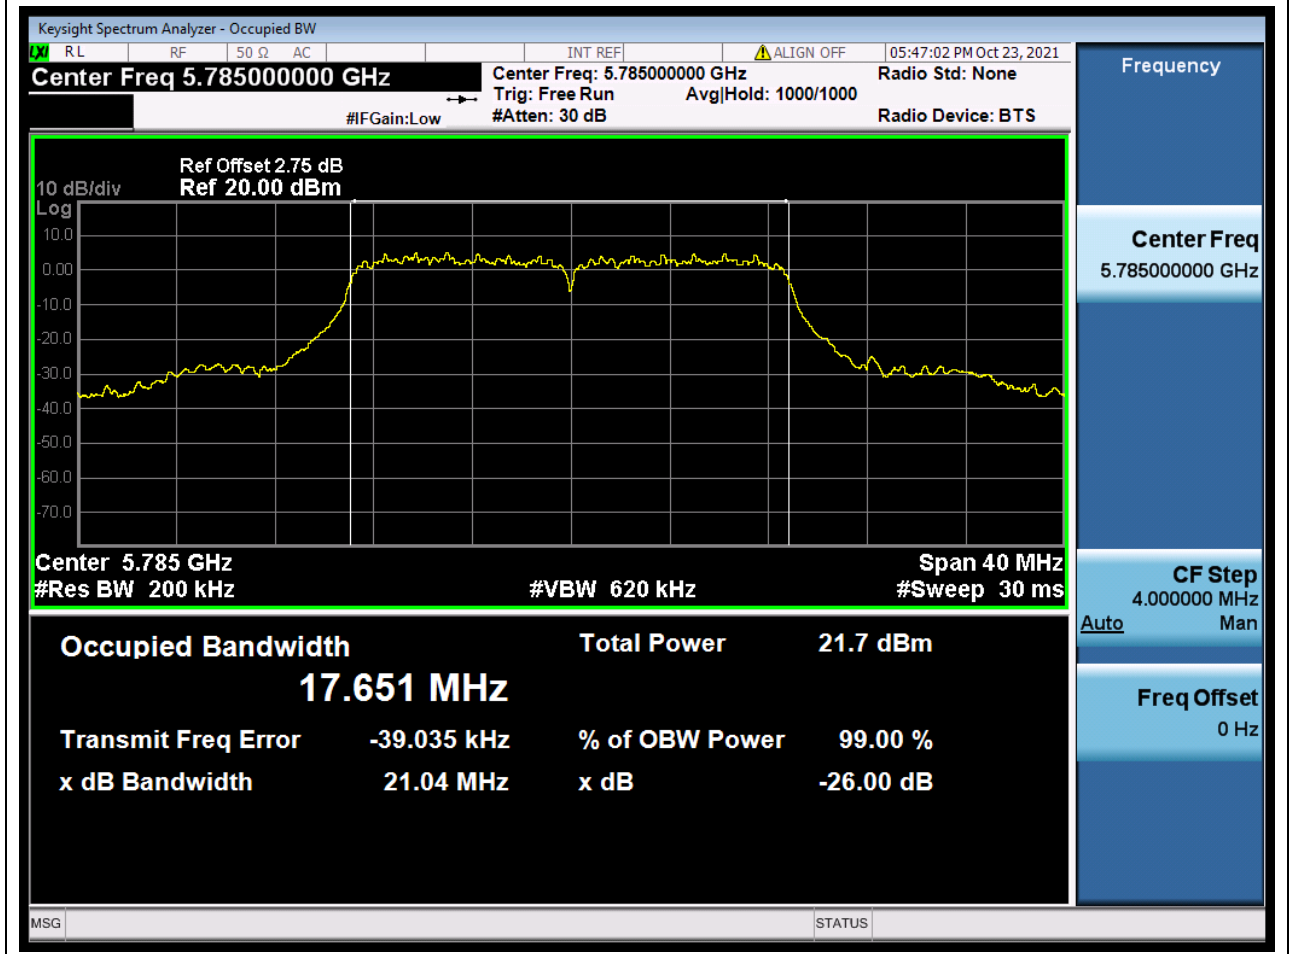 Keysight Spectrum Analyzer - Occupied BW
LXI RL RF 50 Ω AC INT REF ALIGN OFF 05:47:02 PM Oct 23, 2021
Center Freq 5.785000000 GHz
Center Freq: 5.785000000 GHz
Radio Std: None
Trig: Free Run
Avg|Hold: 1000/1000
#IFGain:Low
#Atten: 30 dB
Radio Device: BTS
Ref Offset 2.75 dB
10 dB/div
Ref 20.00 dBm
Log
10.0
0.00
-10.0
-20.0
-30.0
-40.0
-50.0
-60.0
-70.0
Center 5.785 GHz
Span 40 MHz
#Res BW 200 kHz
#VBW 620 kHz
#Sweep 30 ms
Occupied Bandwidth
Total Power 21.7 dBm
17.651 MHz
Transmit Freq Error -39.035 kHz
% of OBW Power 99.00 %
x dB Bandwidth 21.04 MHz
x dB -26.00 dB
MSG
STATUS
Frequency
Center Freq
5.785000000 GHz
CF Step
4.000000 MHz
Auto Man
Freq Offset
0 Hz